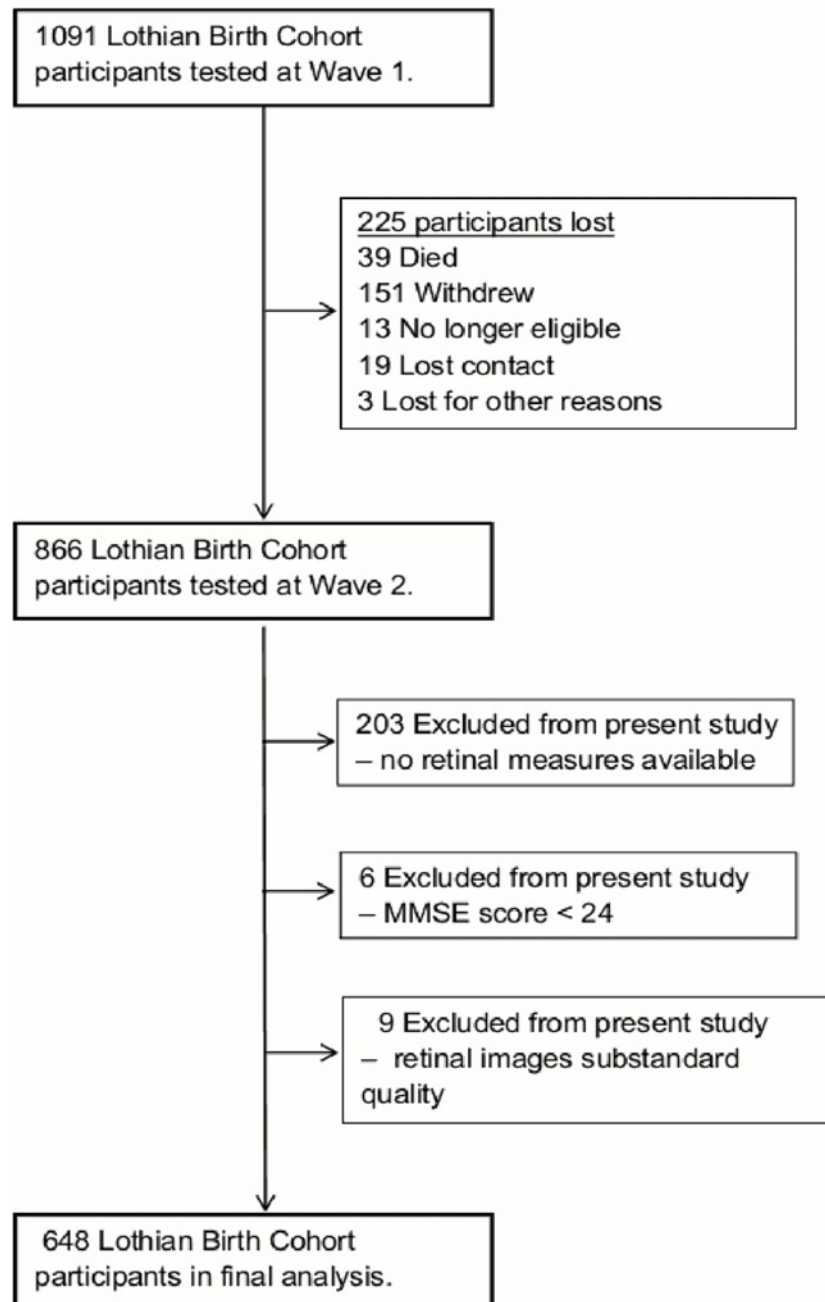 1091 Lothian Birth Cohort
participants tested at Wave 1.
225 participants lost
39 Died
151 Withdrew
13 No longer eligible
19 Lost contact
3 Lost for other reasons
866 Lothian Birth Cohort
participants tested at Wave 2.
203 Excluded from present study
– no retinal measures available
6 Excluded from present study
– MMSE score < 24
9 Excluded from present study
– retinal images substandard
quality
648 Lothian Birth Cohort
participants in final analysis.